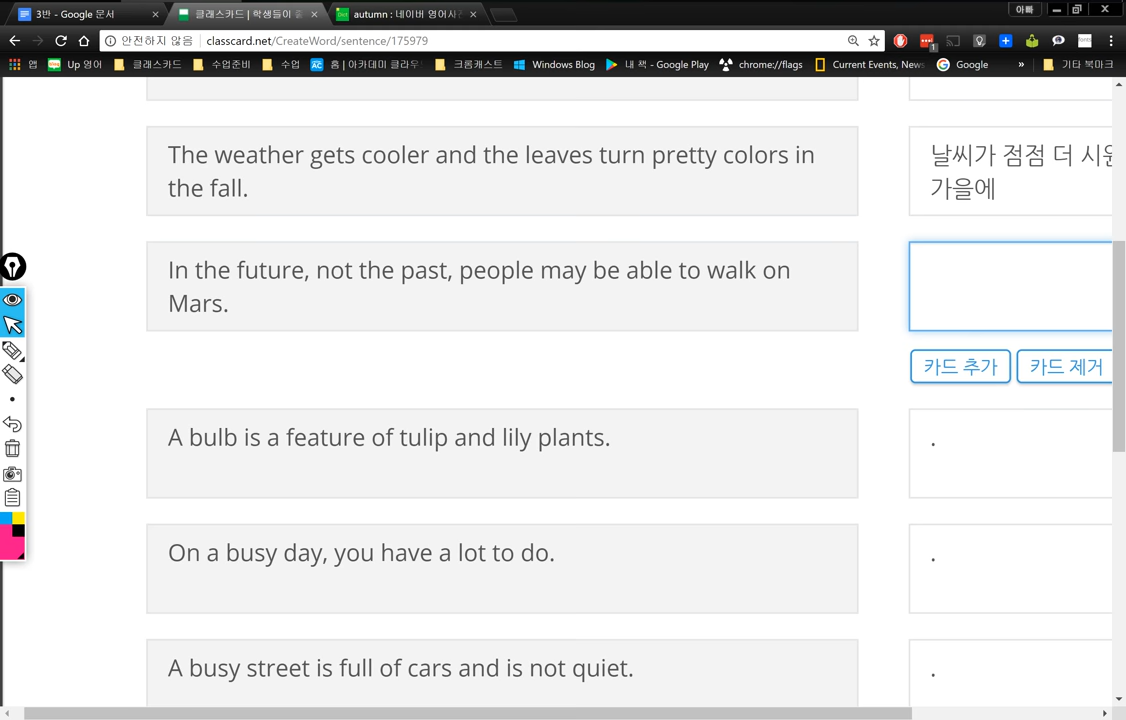 3반 - Google 문서
클래스카드 | 학생들이 좋
autumn : 네이버 영어사전
아빠
안전하지 않음
classcard.net/CreateWord/sentence/175979
앱
Up 영어
클래스카드
수업준비
수업
홈 | 아카데미 클라우
크롬캐스트
Windows Blog
내 책 - Google Play
chrome://flags
Current Events, News
Google
»
기타 북마크
The weather gets cooler and the leaves turn pretty colors in
the fall.
날씨가 점점 더 시원
가을에
In the future, not the past, people may be able to walk on
Mars.
카드 추가
카드 제거
A bulb is a feature of tulip and lily plants.
.
On a busy day, you have a lot to do.
.
A busy street is full of cars and is not quiet.
.